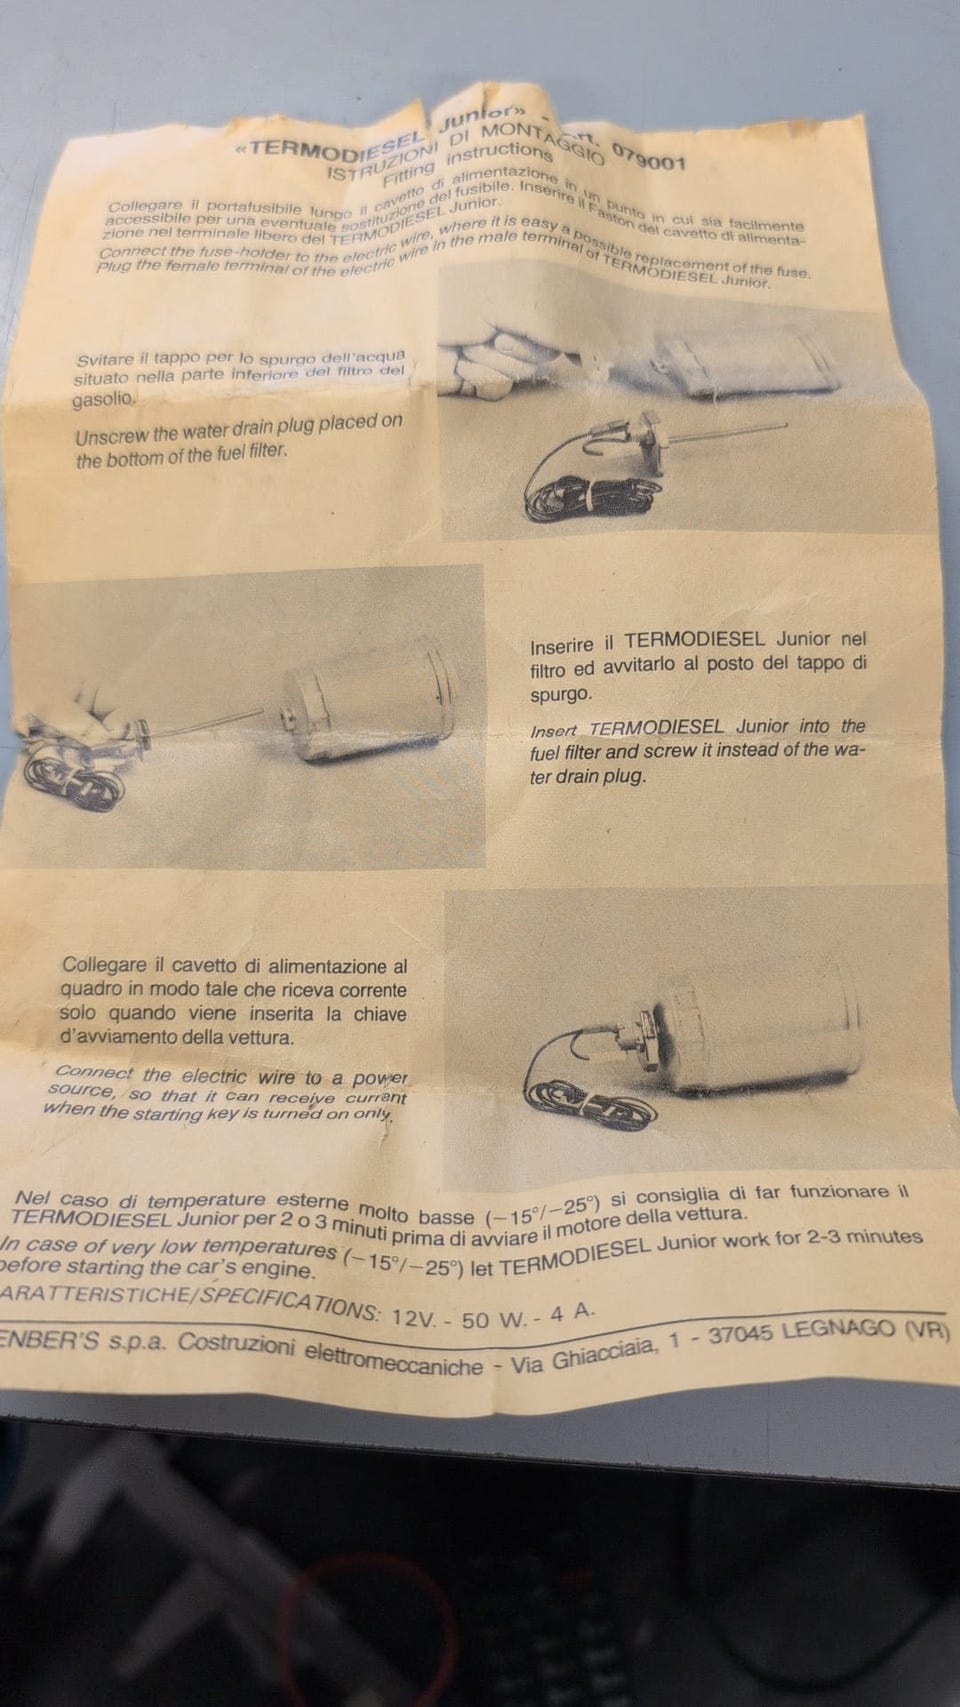 «TERMODIESEL Junior» - Art. 079001
ISTRUZIONI DI MONTAGGIO
Fitting instructions
Collegare il portafusibile lungo il cavetto di alimentazione in un punto in cui sia facilmente
accessibile per una eventuale sostituzione del fusibile. Inserire il Faston del cavetto di alimenta-
zione nel terminale libero del TERMODIESEL Junior.
Connect the fuse-holder to the electric wire, where it is easy a possible replacement of the fuse.
Plug the female terminal of the electric wire in the male terminal of TERMODIESEL Junior.
Svitare il tappo per lo spurgo dell'acqua
situato nella parte inferiore del filtro del
gasolio.
Unscrew the water drain plug placed on
the bottom of the fuel filter.
Inserire il TERMODIESEL Junior nel
filtro ed avvitarlo al posto del tappo di
spurgo.
Insert TERMODIESEL Junior into the
fuel filter and screw it instead of the wa-
ter drain plug.
Collegare il cavetto di alimentazione al
quadro in modo tale che riceva corrente
solo quando viene inserita la chiave
d'avviamento della vettura.
Connect the electric wire to a power
source, so that it can receive current
when the starting key is turned on only.
Nel caso di temperature esterne molto basse (–15°/–25°) si consiglia di far funzionare il
TERMODIESEL Junior per 2 o 3 minuti prima di avviare il motore della vettura.
In case of very low temperatures (–15°/–25°) let TERMODIESEL Junior work for 2-3 minutes
before starting the car's engine.
ARATTERISTICHE/SPECIFICATIONS: 12V. - 50 W. - 4 A.
ENBER'S s.p.a. Costruzioni elettromeccaniche - Via Ghiacciaia, 1 - 37045 LEGNAGO (VR)